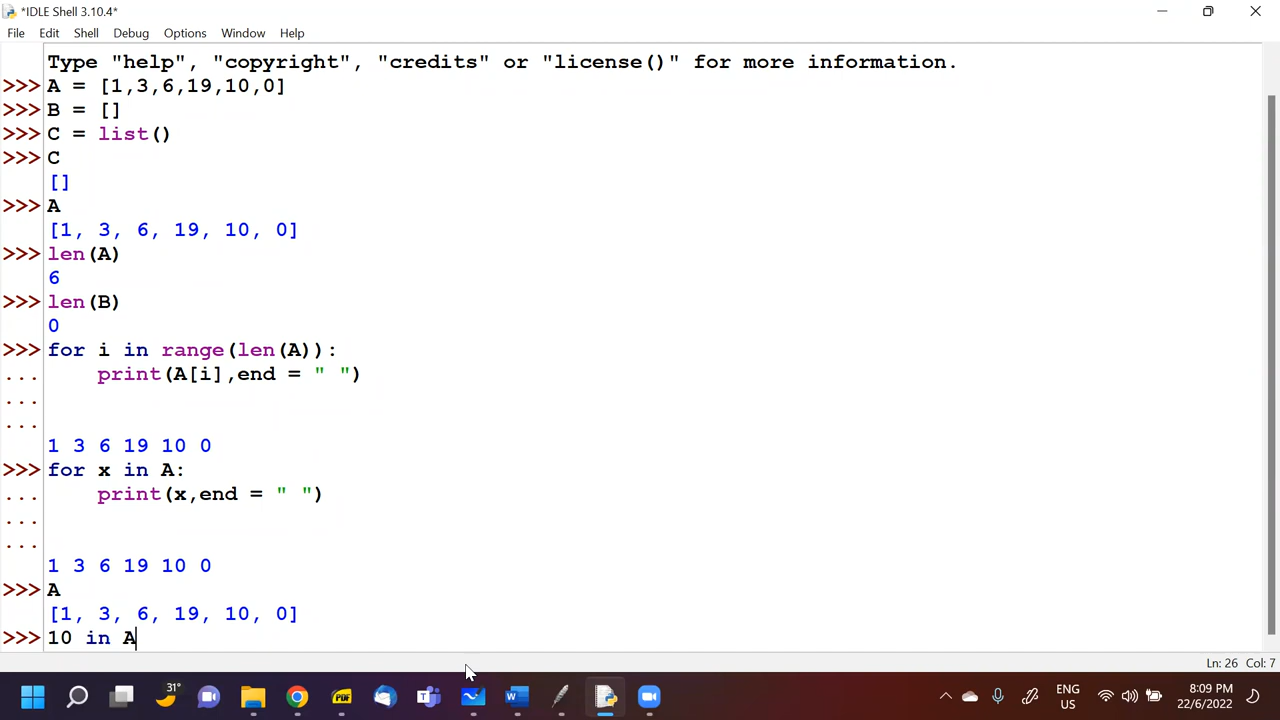 *IDLE Shell 3.10.4*
File Edit Shell Debug Options Window Help
Type "help", "copyright", "credits" or "license()" for more information.
>>> A = [1,3,6,19,10,0]
>>> B = []
>>> C = list()
>>> C
[]
>>> A
[1, 3, 6, 19, 10, 0]
>>> len(A)
6
>>> len(B)
0
>>> for i in range(len(A)):
... print(A[i],end = " ")
...
...
1 3 6 19 10 0
>>> for x in A:
... print(x,end = " ")
...
...
1 3 6 19 10 0
>>> A
[1, 3, 6, 19, 10, 0]
>>> 10 in A
Ln: 26 Col: 7
31°
PDF
ENG
US
8:09 PM
22/6/2022